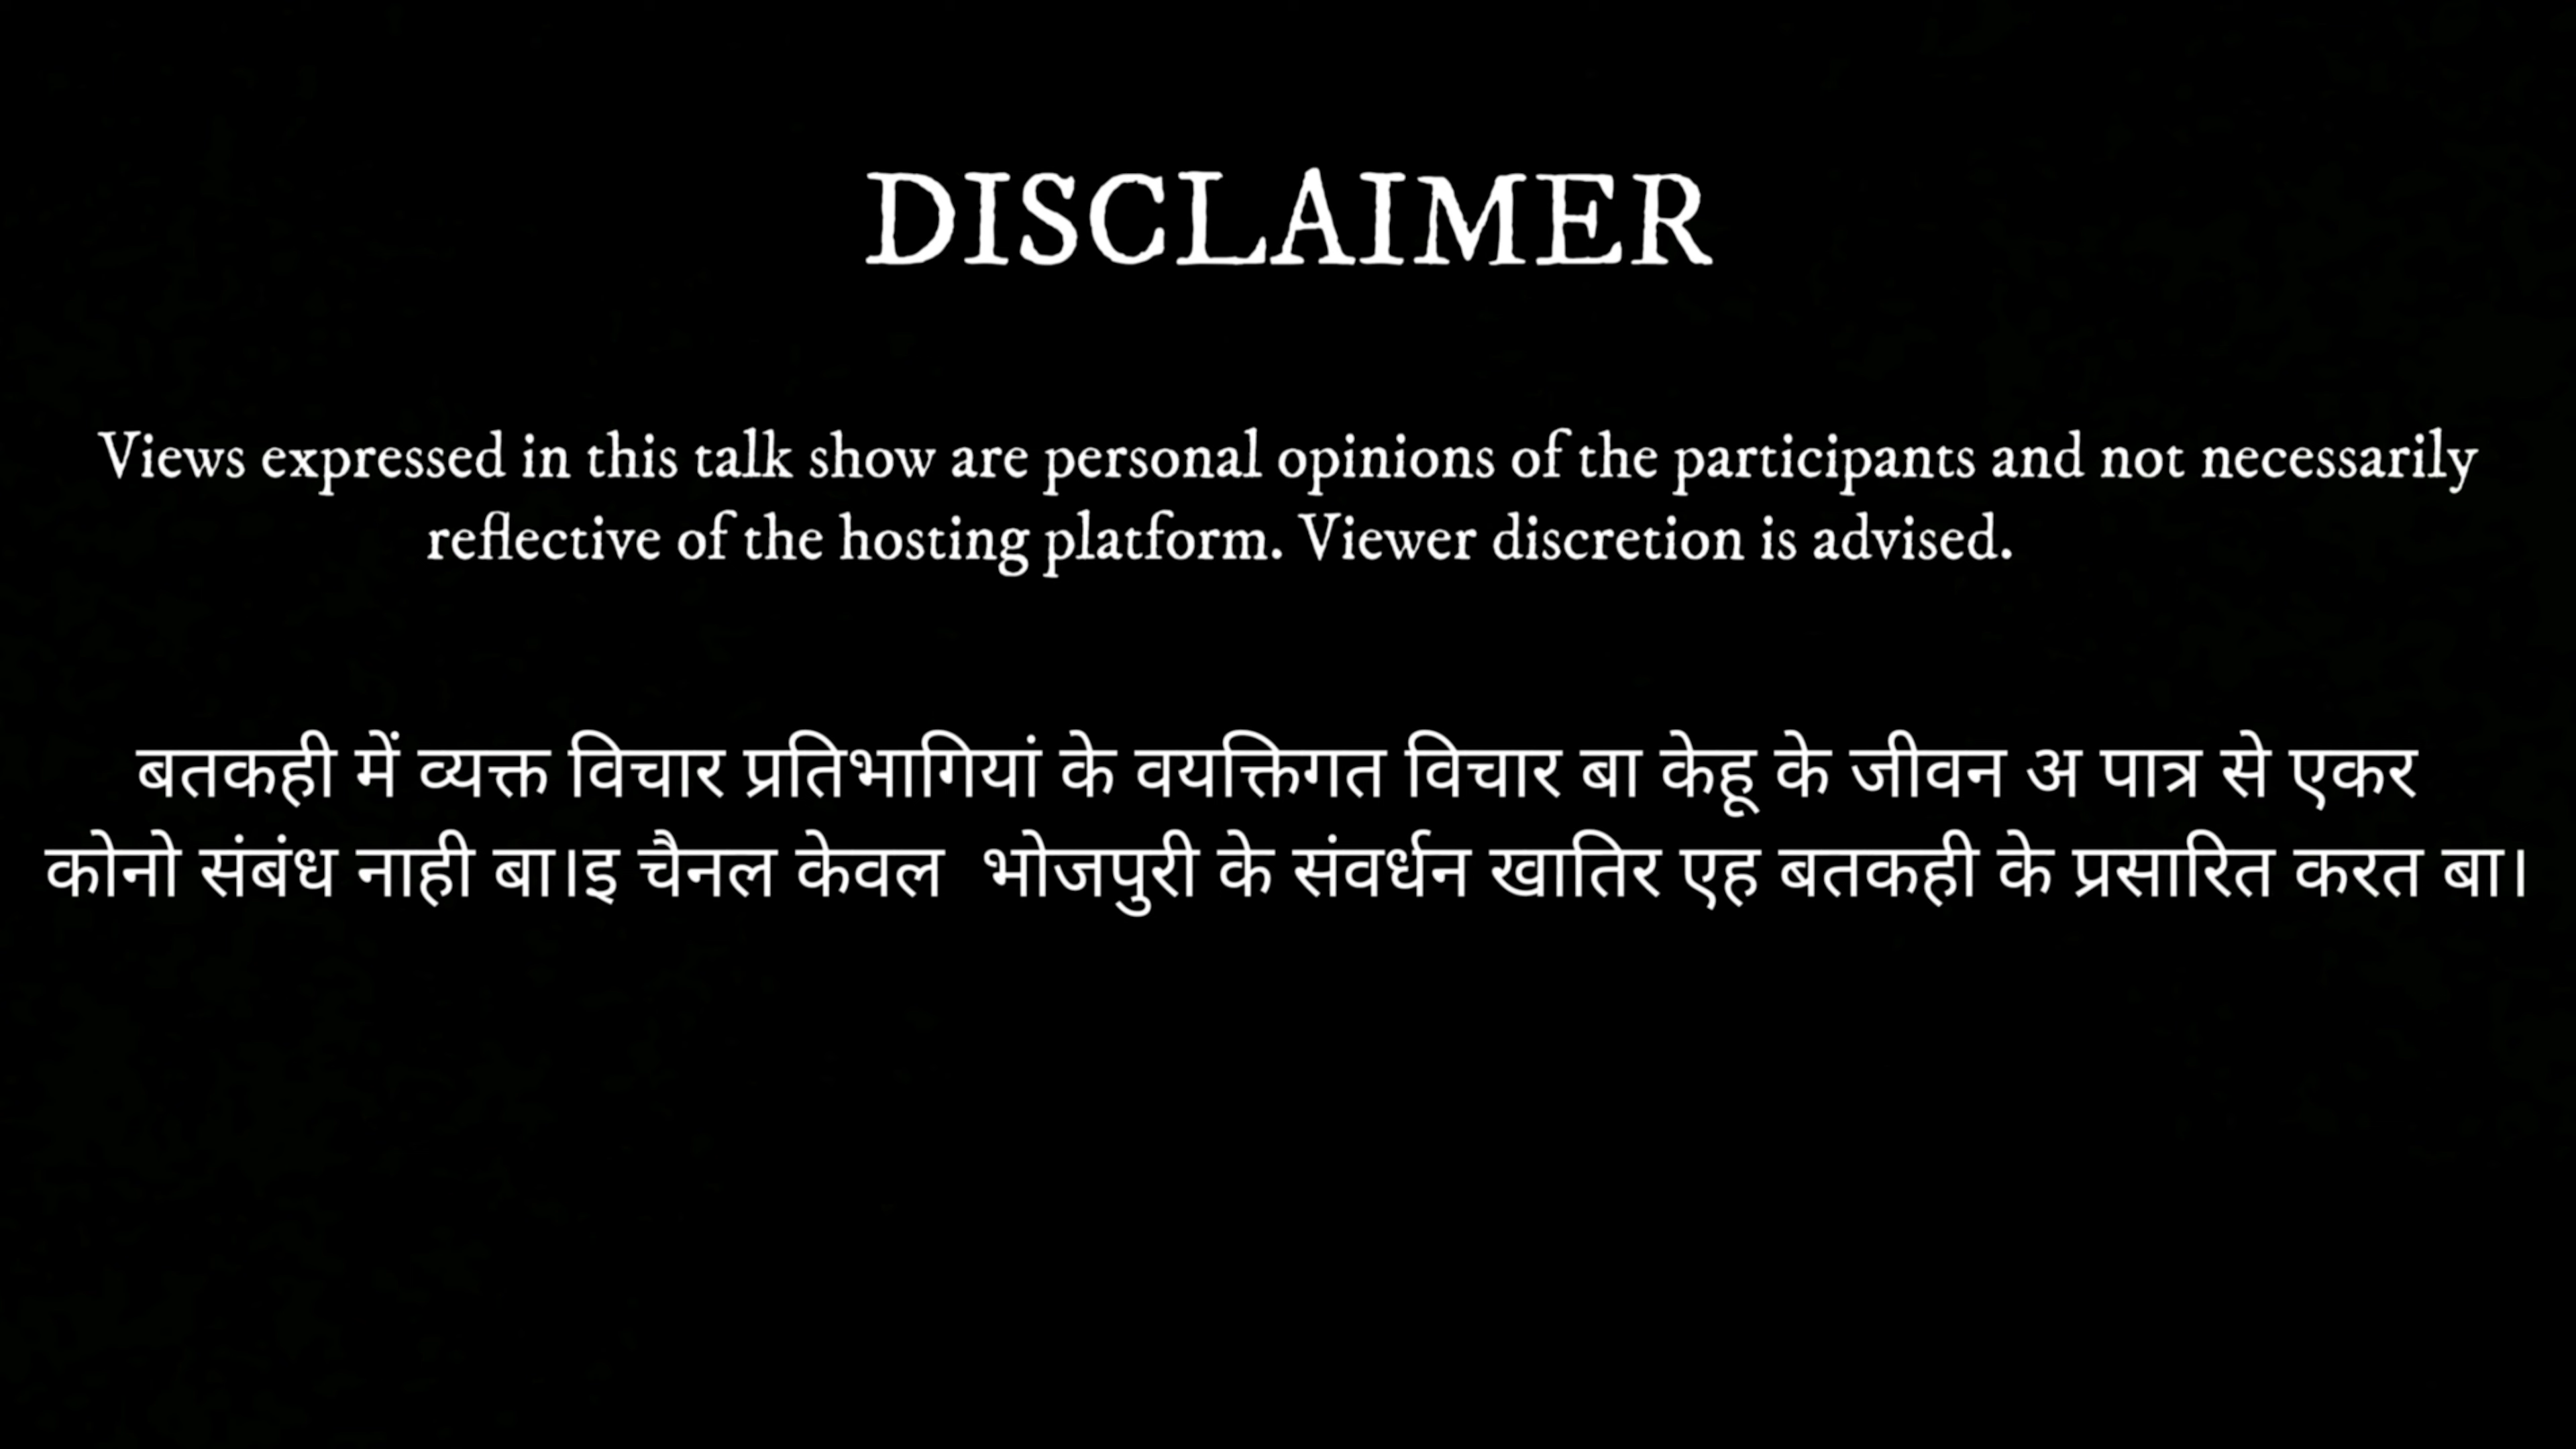 DISCLAIMER
Views expressed in this talk show are personal opinions of the participants and not necessarily
reflective of the hosting platform. Viewer discretion is advised.
बतकही में व्यक्त विचार प्रतिभागियां के वयक्तिगत विचार बा केहू के जीवन अ पात्र से एकर
कोनो संबंध नाही बा।इ चैनल केवल  भोजपुरी के संवर्धन खातिर एह बतकही के प्रसारित करत बा।